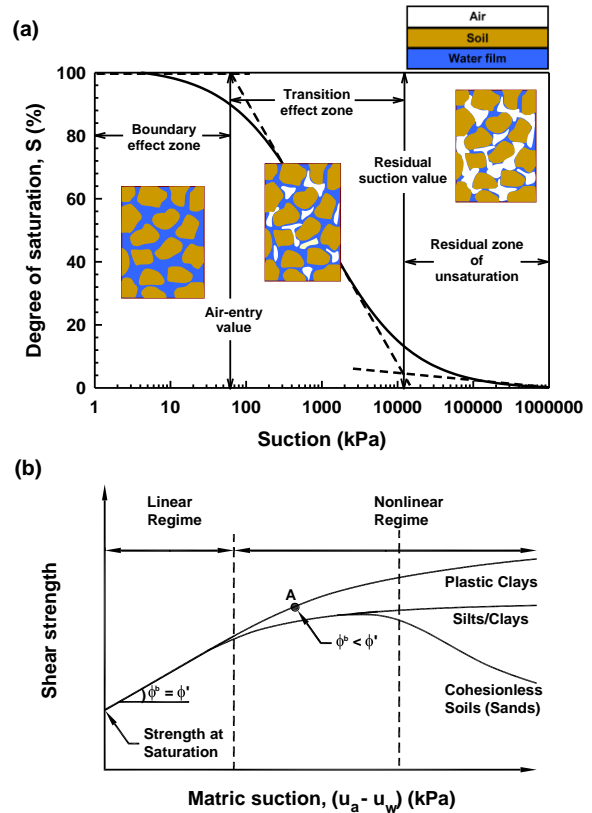 (a)
Air
Soil
Water film
Degree of saturation, S (%)
100
80
60
40
20
0
Transition
effect zone
Boundary
effect zone
Residual
suction value
Residual zone
of
unsaturation
Air-entry
value
1
10
100
1000
10000
100000
1000000
Suction (kPa)
(b)
Linear
Regime
Nonlinear
Regime
Shear strength
A
Plastic Clays
Silts/Clays
ϕᵇ < ϕ'
ϕᵇ = ϕ'
Cohesionless
Soils (Sands)
Strength at
Saturation
Matric suction, (uₐ - u_w) (kPa)